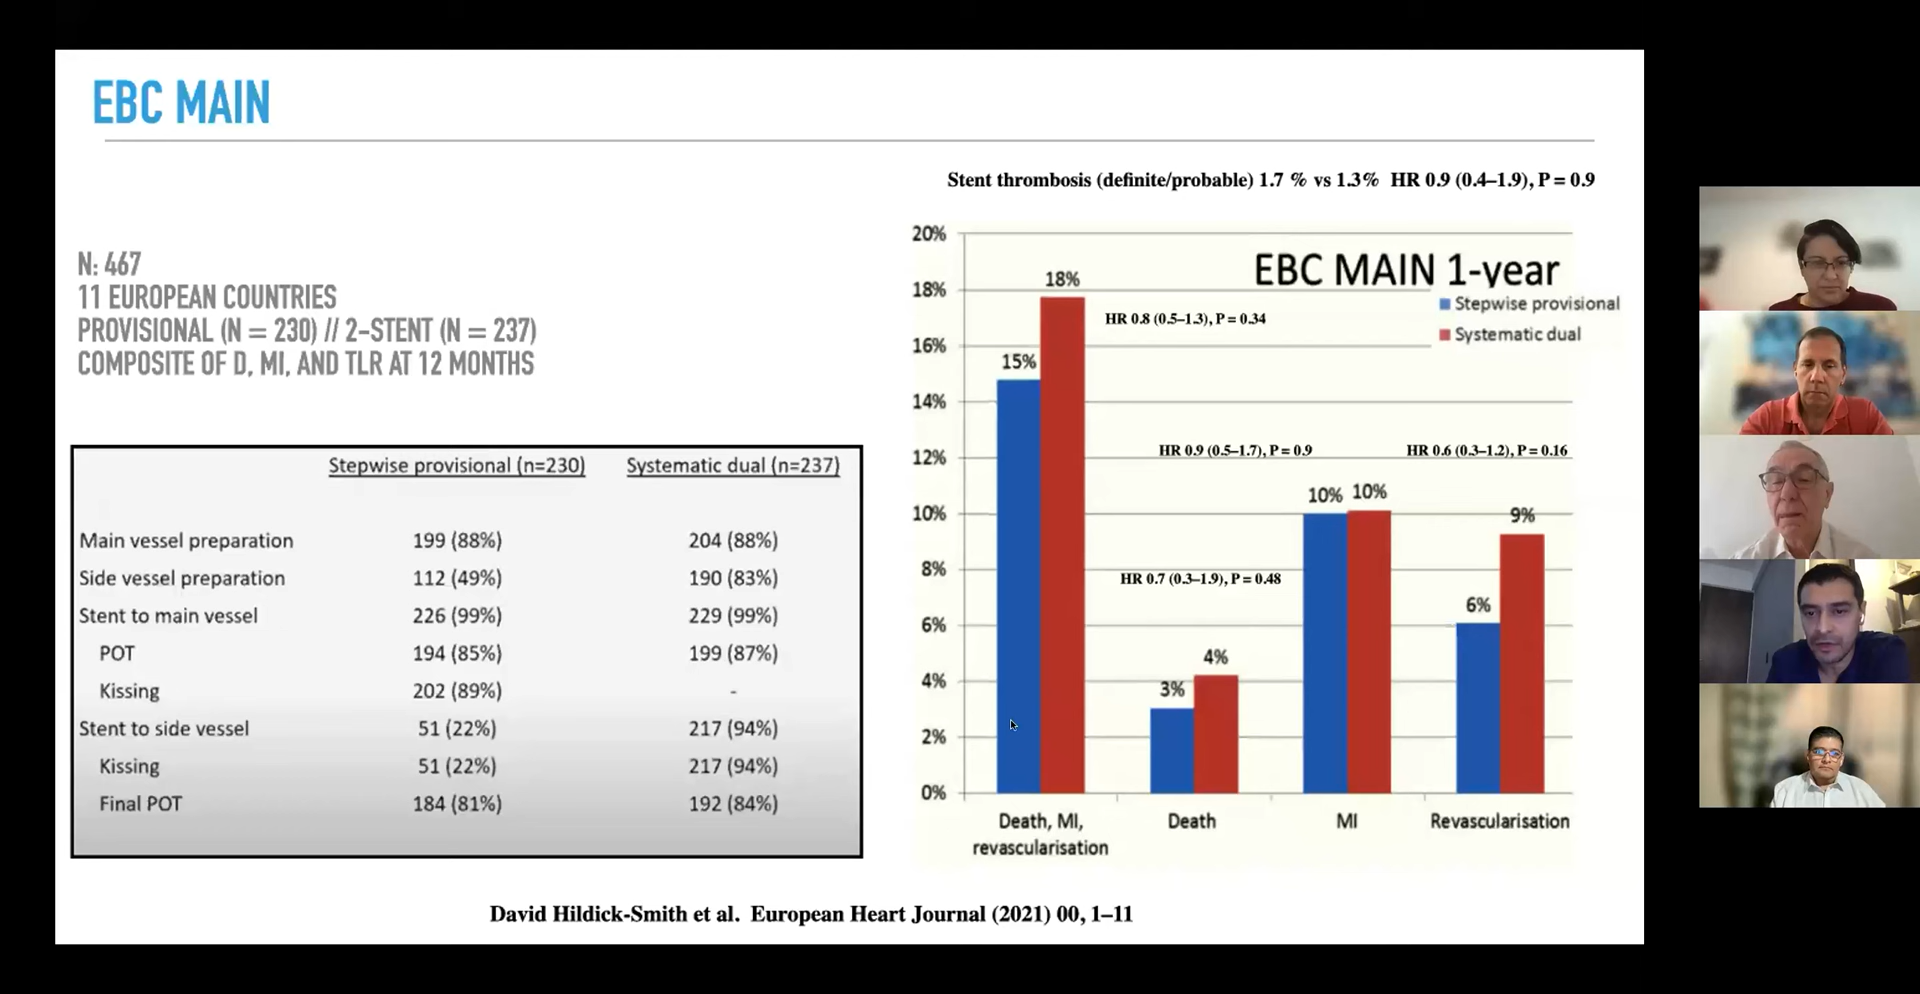 EBC MAIN
Stent thrombosis (definite/probable) 1.7 % vs 1.3% HR 0.9 (0.4–1.9), P = 0.9
N: 467
11 EUROPEAN COUNTRIES
PROVISIONAL (N = 230) // 2-STENT (N = 237)
COMPOSITE OF D, MI, AND TLR AT 12 MONTHS
Stepwise provisional (n=230) Systematic dual (n=237)
Main vessel preparation 199 (88%) 204 (88%)
Side vessel preparation 112 (49%) 190 (83%)
Stent to main vessel 226 (99%) 229 (99%)
POT 194 (85%) 199 (87%)
Kissing 202 (89%) -
Stent to side vessel 51 (22%) 217 (94%)
Kissing 51 (22%) 217 (94%)
Final POT 184 (81%) 192 (84%)
EBC MAIN 1-year
Stepwise provisional
Systematic dual
20%
18%
16%
14%
12%
10%
8%
6%
4%
2%
0%
15%
18%
HR 0.8 (0.5–1.3), P = 0.34
3%
4%
HR 0.7 (0.3–1.9), P = 0.48
10%
10%
HR 0.9 (0.5–1.7), P = 0.9
6%
9%
HR 0.6 (0.3–1.2), P = 0.16
Death, MI,
revascularisation
Death
MI
Revascularisation
David Hildick-Smith et al. European Heart Journal (2021) 00, 1–11